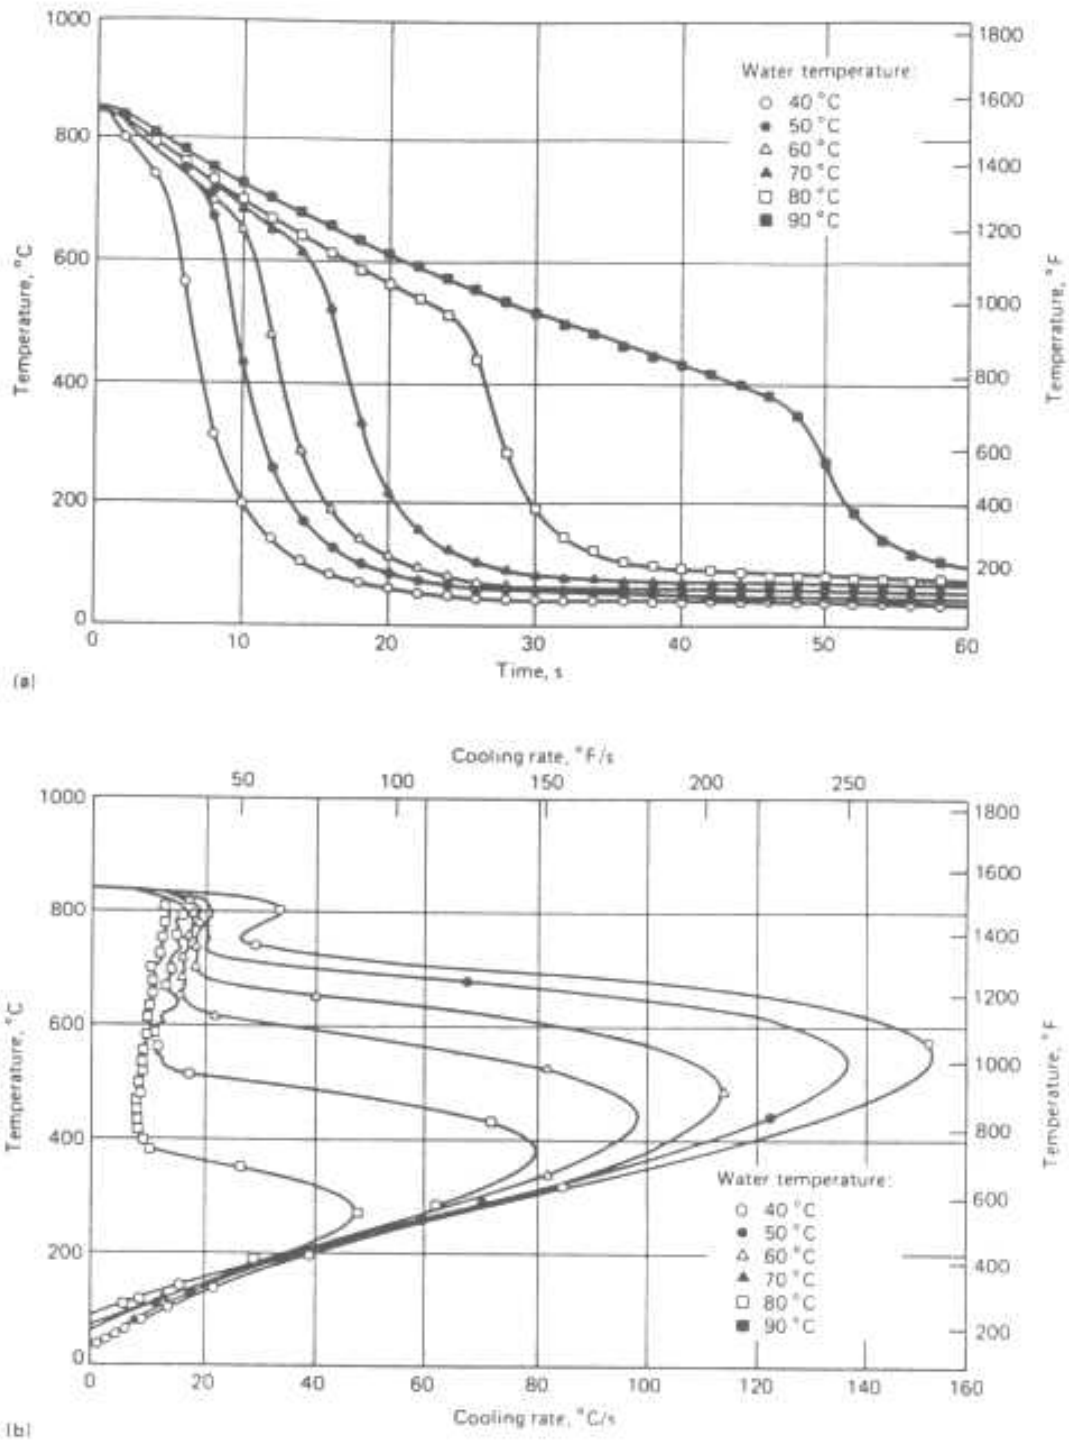 1000
800
600
400
200
0
Temperature, °C
1800
1600
1400
1200
1000
800
600
400
200
Temperature, °F
Water temperature:
40 °C
50 °C
60 °C
70 °C
80 °C
90 °C
0 10 20 30 40 50 60
Time, s
(a)
Cooling rate, °F/s
50 100 150 200 250
1000
800
600
400
200
0
Temperature, °C
1800
1600
1400
1200
1000
800
600
400
200
Temperature, °F
Water temperature:
40 °C
50 °C
60 °C
70 °C
80 °C
90 °C
0 20 40 60 80 100 120 140 160
Cooling rate, °C/s
(b)